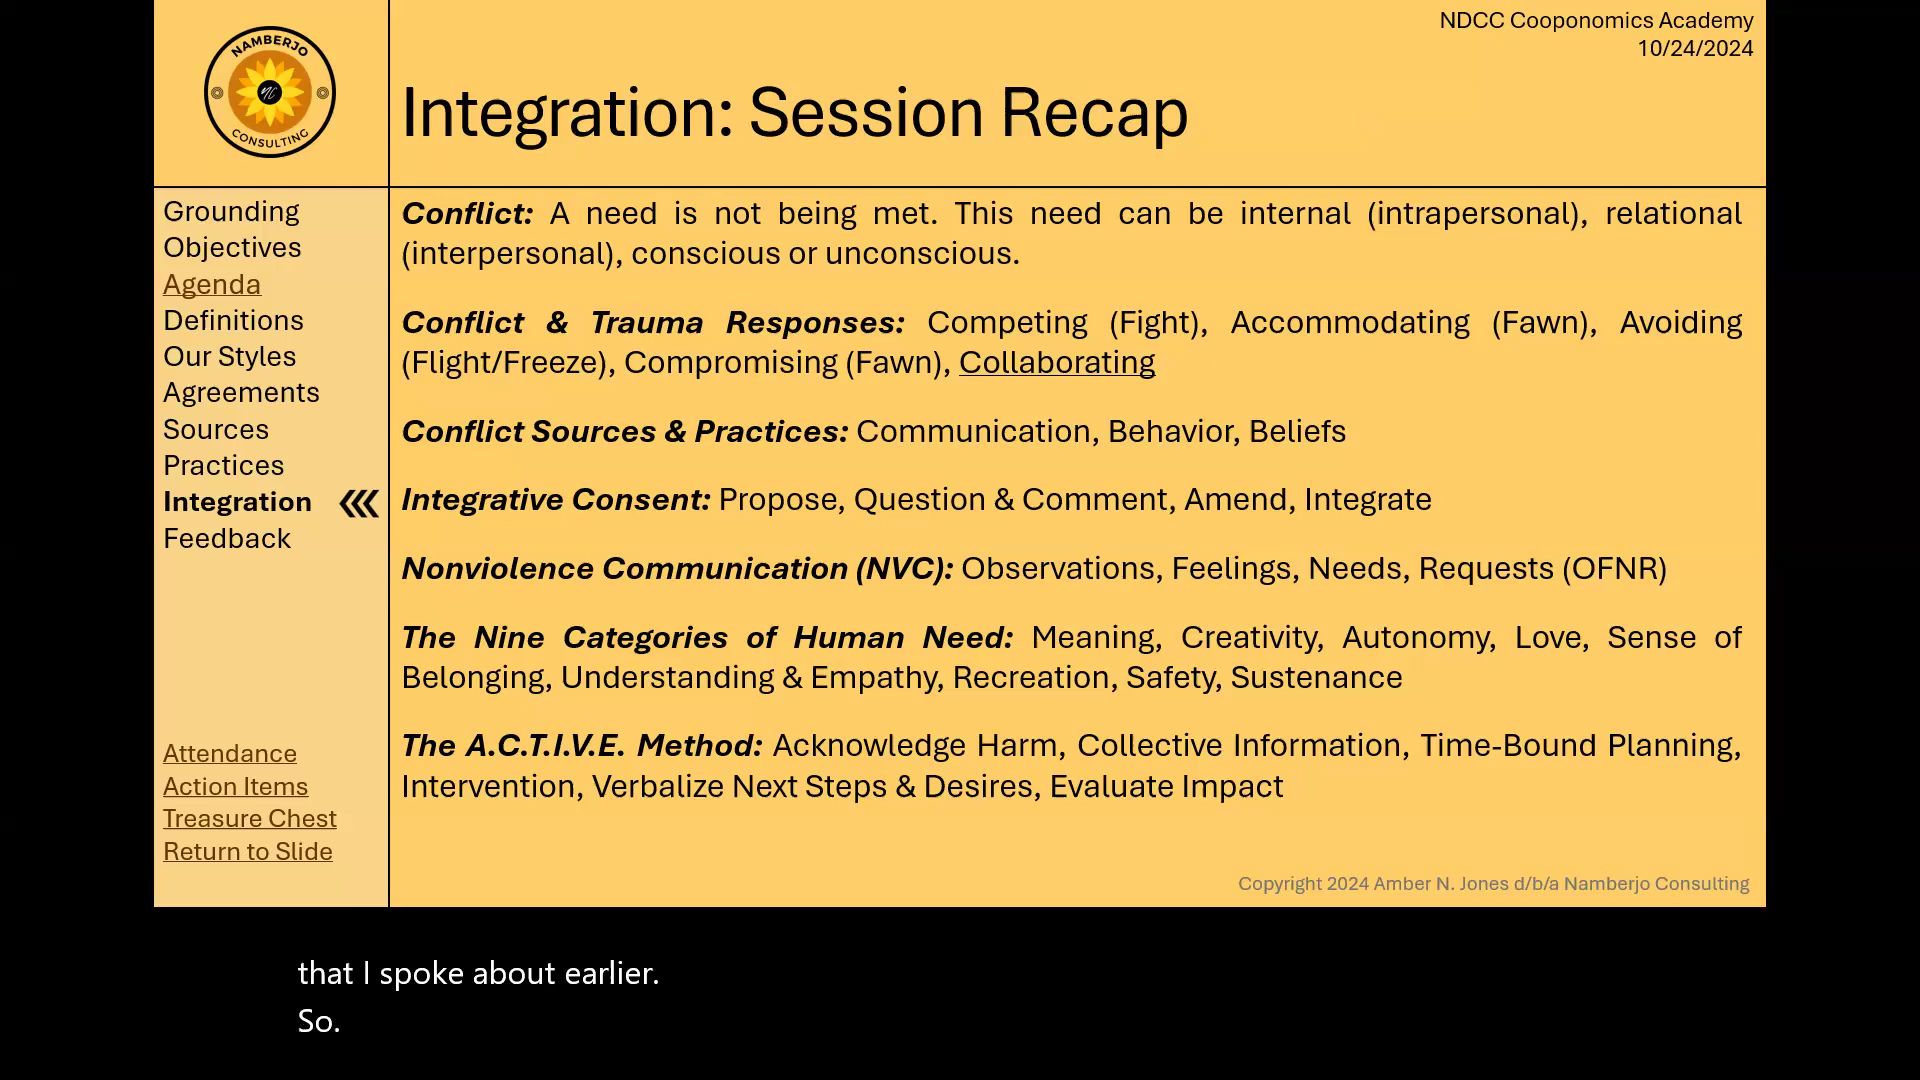 NAMBERJO
NC
CONSULTING
NDCC Cooponomics Academy
10/24/2024
Integration: Session Recap
Grounding
Objectives
Agenda
Definitions
Our Styles
Agreements
Sources
Practices
Integration
Feedback
Attendance
Action Items
Treasure Chest
Return to Slide
Conflict: A need is not being met. This need can be internal (intrapersonal), relational
(interpersonal), conscious or unconscious.
Conflict & Trauma Responses: Competing (Fight), Accommodating (Fawn), Avoiding
(Flight/Freeze), Compromising (Fawn), Collaborating
Conflict Sources & Practices: Communication, Behavior, Beliefs
Integrative Consent: Propose, Question & Comment, Amend, Integrate
Nonviolence Communication (NVC): Observations, Feelings, Needs, Requests (OFNR)
The Nine Categories of Human Need: Meaning, Creativity, Autonomy, Love, Sense of
Belonging, Understanding & Empathy, Recreation, Safety, Sustenance
The A.C.T.I.V.E. Method: Acknowledge Harm, Collective Information, Time-Bound Planning,
Intervention, Verbalize Next Steps & Desires, Evaluate Impact
Copyright 2024 Amber N. Jones d/b/a Namberjo Consulting
that I spoke about earlier.
So.